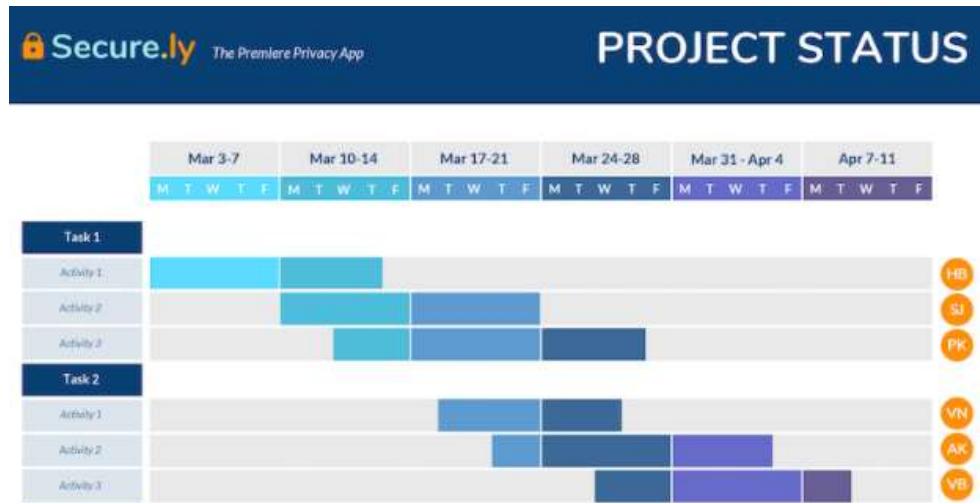 Secure.ly The Premiere Privacy App
PROJECT STATUS
Mar 3-7 Mar 10-14 Mar 17-21 Mar 24-28 Mar 31 - Apr 4 Apr 7-11
M T W T F M T W T F M T W T F M T W T F M T W T F M T W T F
Task 1
Activity 1 HB
Activity 2 SJ
Activity 3 PK
Task 2
Activity 1 VN
Activity 2 AK
Activity 3 VB